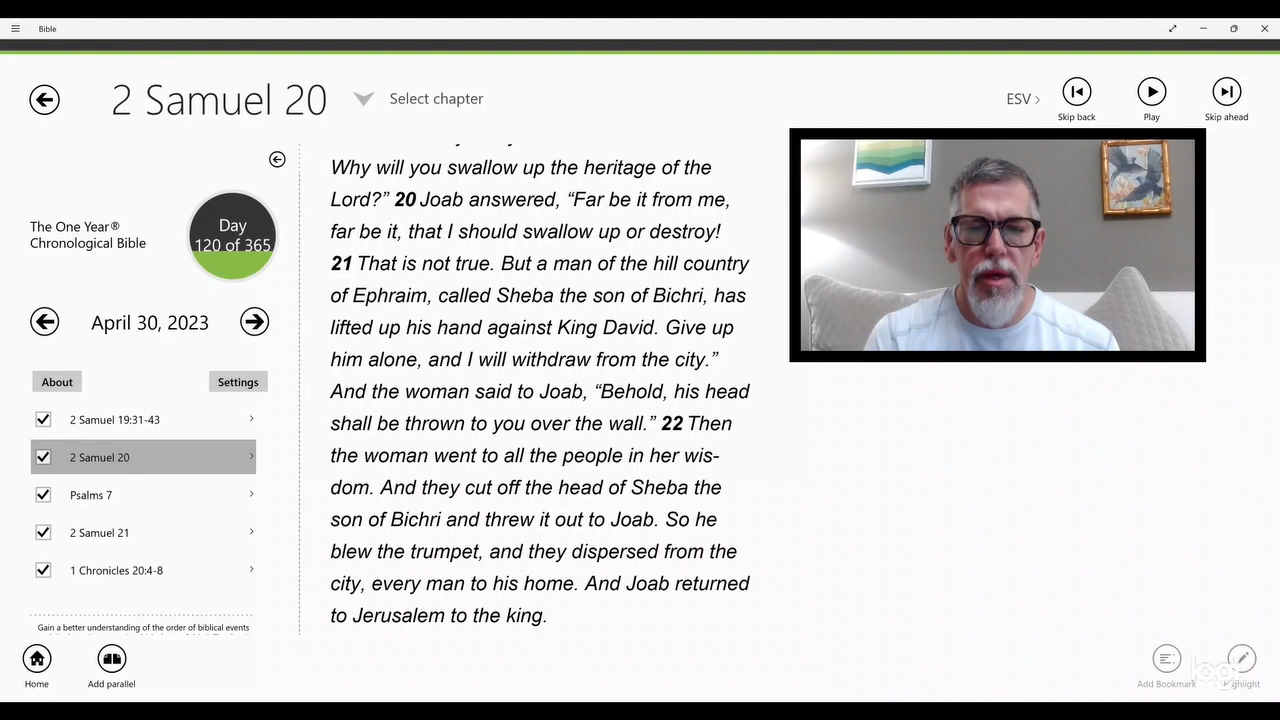 Bible
2 Samuel 20
Select chapter
ESV
Skip back
Play
Skip ahead
The One Year®
Chronological Bible
Day
120 of 365
April 30, 2023
About
Settings
2 Samuel 19:31-43
2 Samuel 20
Psalms 7
2 Samuel 21
1 Chronicles 20:4-8
Gain a better understanding of the order of biblical events
Home
Add parallel
Why will you swallow up the heritage of the
Lord?” 20 Joab answered, “Far be it from me,
far be it, that I should swallow up or destroy!
21 That is not true. But a man of the hill country
of Ephraim, called Sheba the son of Bichri, has
lifted up his hand against King David. Give up
him alone, and I will withdraw from the city.”
And the woman said to Joab, “Behold, his head
shall be thrown to you over the wall.” 22 Then
the woman went to all the people in her wis-
dom. And they cut off the head of Sheba the
son of Bichri and threw it out to Joab. So he
blew the trumpet, and they dispersed from the
city, every man to his home. And Joab returned
to Jerusalem to the king.
Add Bookmark
Highlight
logi